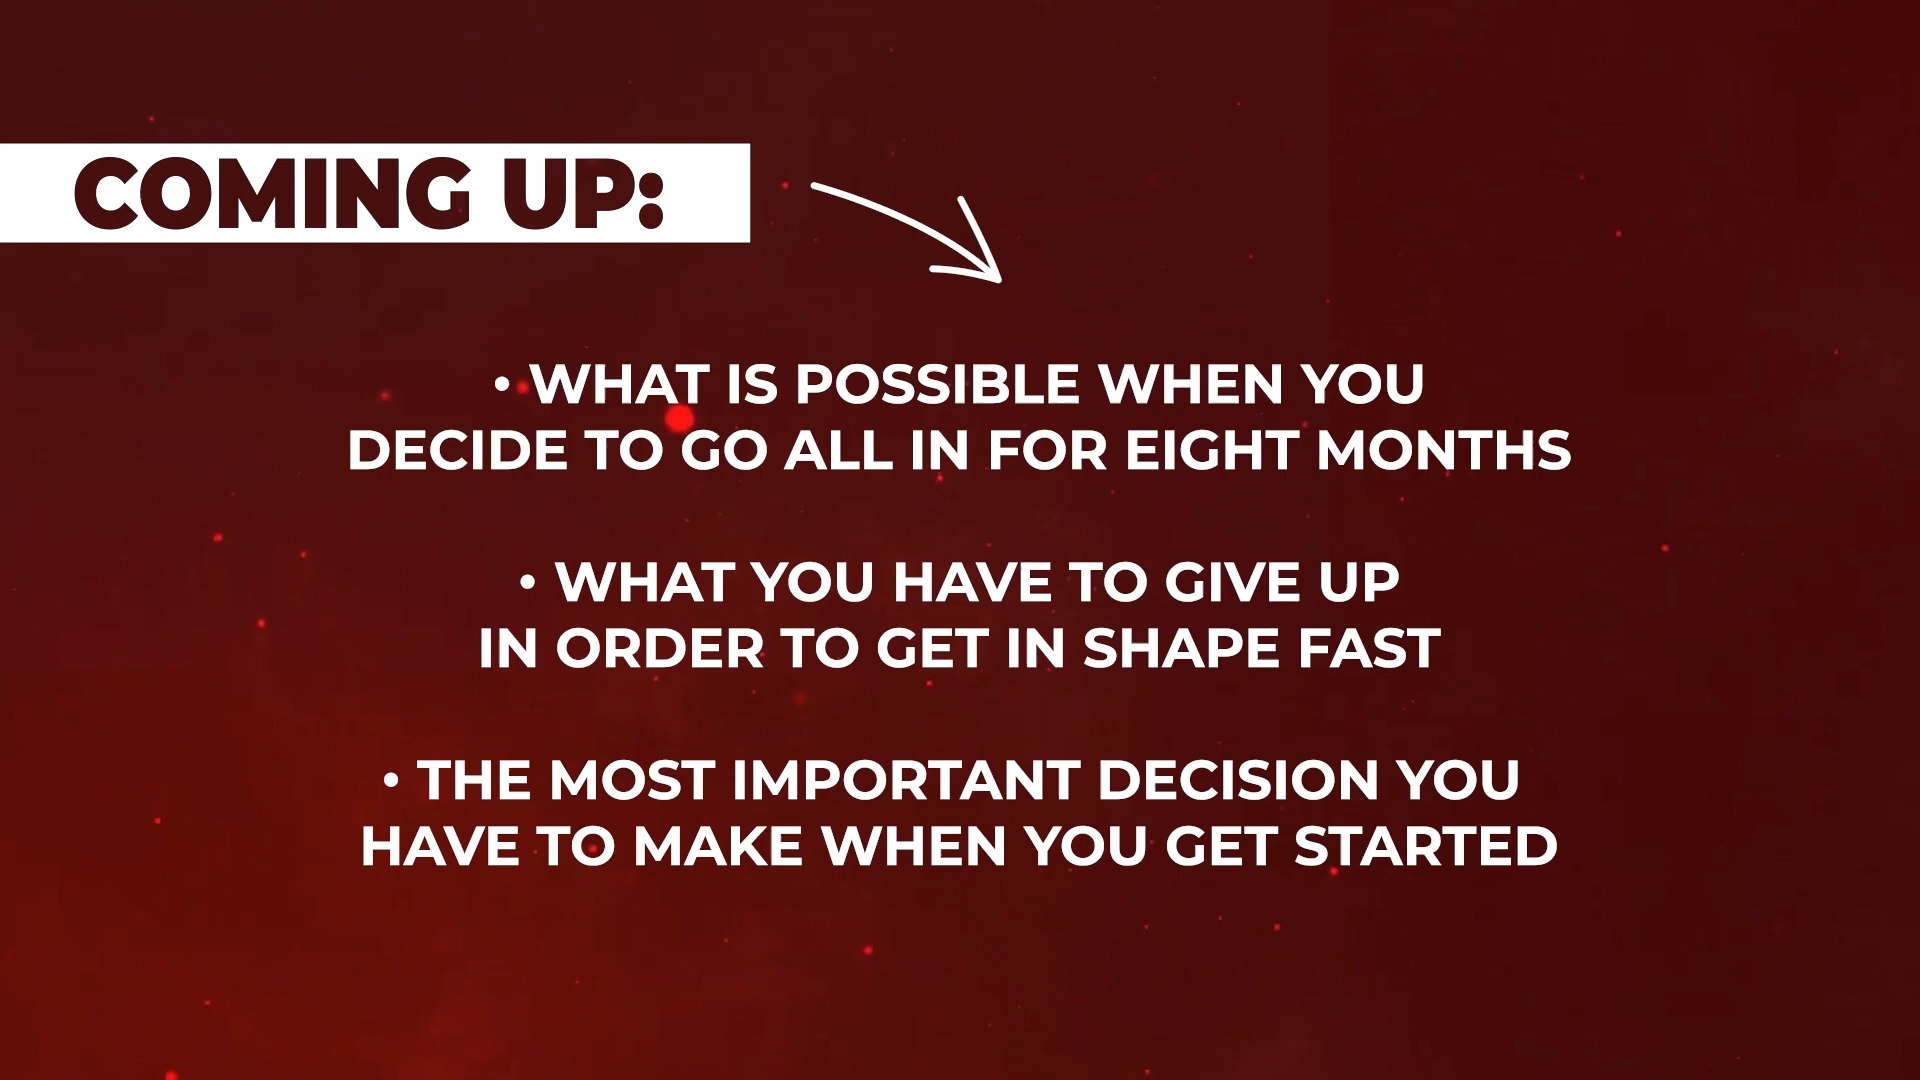 COMING UP:
• WHAT IS POSSIBLE WHEN YOU
DECIDE TO GO ALL IN FOR EIGHT MONTHS
• WHAT YOU HAVE TO GIVE UP
IN ORDER TO GET IN SHAPE FAST
• THE MOST IMPORTANT DECISION YOU
HAVE TO MAKE WHEN YOU GET STARTED